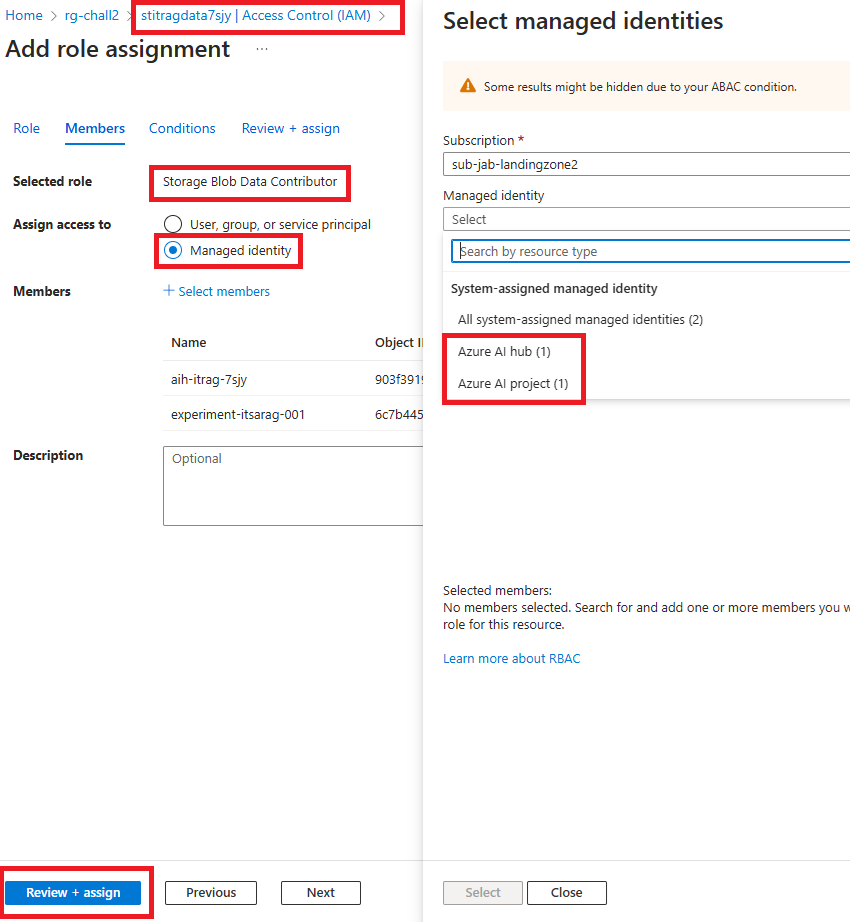 Home > rg-chall2 > stitragdata7sjy | Access Control (IAM) >
Add role assignment ...
Role Members Conditions Review + assign
Selected role Storage Blob Data Contributor
Assign access to User, group, or service principal
Managed identity
Members + Select members
Name Object I
aih-itrag-7sjy 903f391
experiment-itsarag-001 6c7b445
Description Optional
Review + assign Previous Next
Select managed identities
Some results might be hidden due to your ABAC condition.
Subscription *
sub-jab-landingzone2
Managed identity
Select
Search by resource type
System-assigned managed identity
All system-assigned managed identities (2)
Azure AI hub (1)
Azure AI project (1)
Selected members:
No members selected. Search for and add one or more members you w
role for this resource.
Learn more about RBAC
Select Close